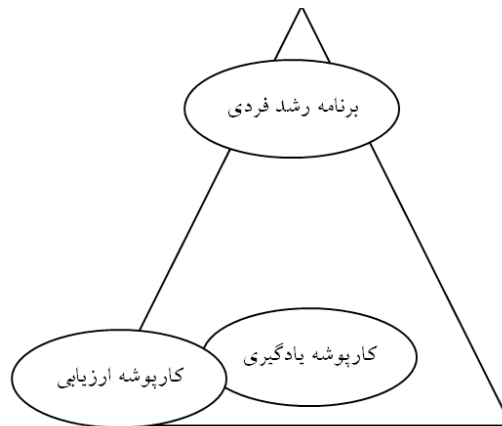 برنامه رشد فردی
کارپوشه یادگیری
کارپوشه ارزیابی